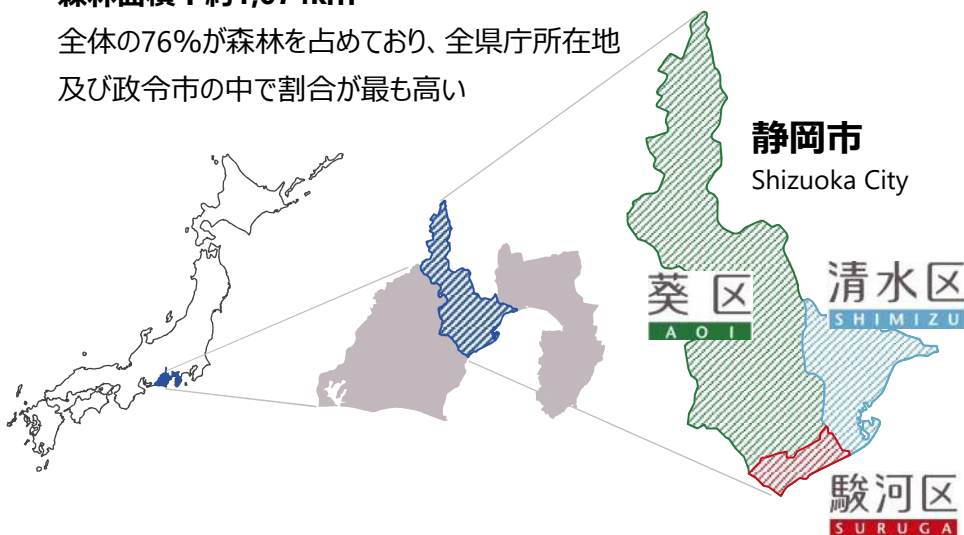 全体の76%が森林を占めており、全県庁所在地
及び政令市の中で割合が最も高い
静岡市
Shizuoka City
葵区
AOI
清水区
SHIMIZU
駿河区
SURUGA